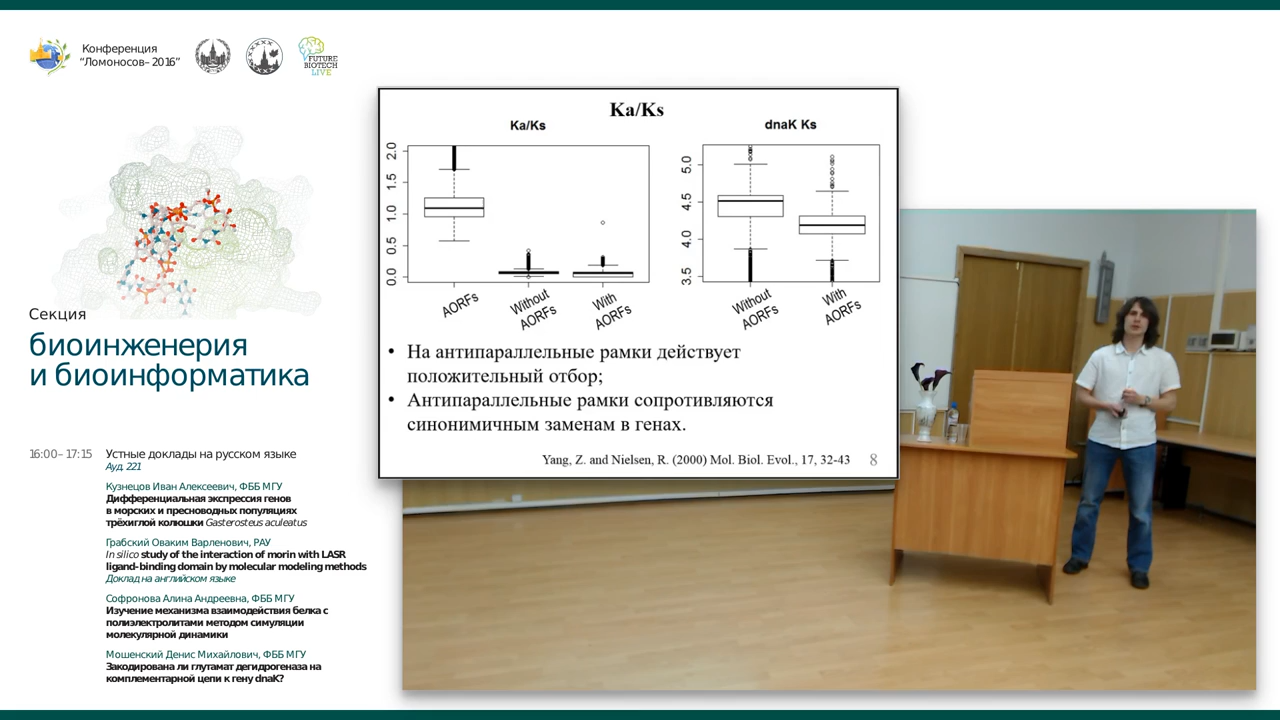 Конференция
“Ломоносов–2016”
FUTURE
BIOTECH
LIVE
Секция
биоинженерия
и биоинформатика
16:00–17:15 Устные доклады на русском языке
Ауд. 221
Кузнецов Иван Алексеевич, ФББ МГУ
Дифференциальная экспрессия генов
в морских и пресноводных популяциях
трёхиглой колюшки Gasterosteus aculeatus
Грабский Оваким Варленович, РАУ
In silico study of the interaction of morin with LASR
ligand-binding domain by molecular modeling methods
Доклад на английском языке
Софронова Алина Андреевна, ФББ МГУ
Изучение механизма взаимодействия белка с
полиэлектролитами методом симуляции
молекулярной динамики
Мошенский Денис Михайлович, ФББ МГУ
Закодирована ли глутамат дегидрогеназа на
комплементарной цепи к гену dnaK?
Ka/Ks
Ka/Ks
2.0
1.5
1.0
0.5
0.0
AORFs
Without
AORFs
With
AORFs
dnaK Ks
5.0
4.5
4.0
3.5
Without
AORFs
With
AORFs
• На антипараллельные рамки действует
положительный отбор;
• Антипараллельные рамки сопротивляются
синонимичным заменам в генах.
Yang, Z. and Nielsen, R. (2000) Mol. Biol. Evol., 17, 32-43 8